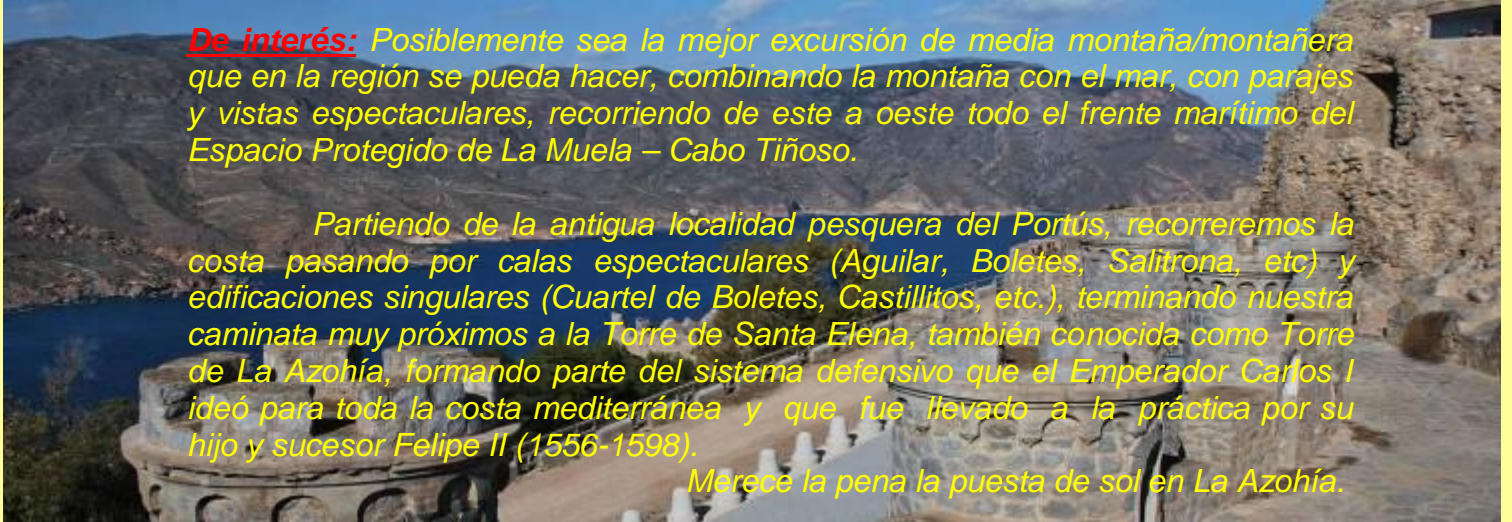 De interés: Posiblemente sea la mejor excursión de media montaña/montañera
que en la región se pueda hacer, combinando la montaña con el mar, con parajes
y vistas espectaculares, recorriendo de este a oeste todo el frente marítimo del
Espacio Protegido de La Muela – Cabo Tiñoso.
Partiendo de la antigua localidad pesquera del Portús, recorreremos la
costa pasando por calas espectaculares (Aguilar, Boletes, Salitrona, etc) y
edificaciones singulares (Cuartel de Boletes, Castillitos, etc.), terminando nuestra
caminata muy próximos a la Torre de Santa Elena, también conocida como Torre
de La Azohía, formando parte del sistema defensivo que el Emperador Carlos I
ideó para toda la costa mediterránea y que fue llevado a la práctica por su
hijo y sucesor Felipe II (1556-1598).
Merece la pena la puesta de sol en La Azohía.